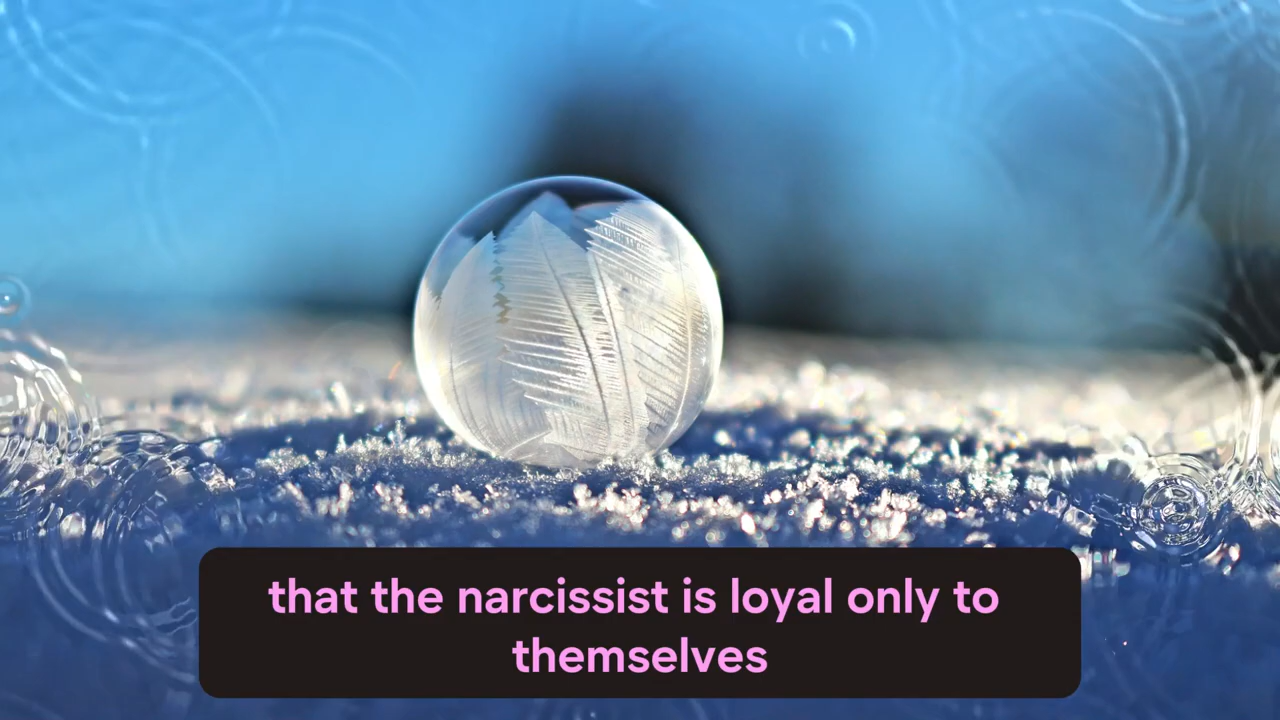 that the narcissist is loyal only to
themselves